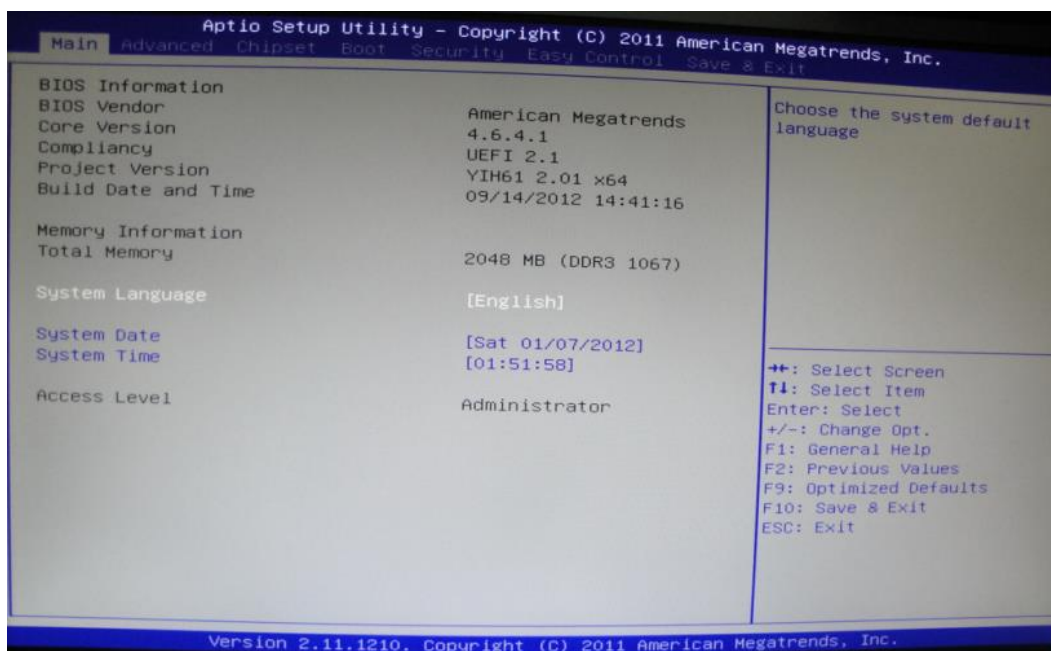 Aptio Setup Utility - Copyright (C) 2011 American Megatrends, Inc.
Main Advanced Chipset Boot Security Easy Control Save & Exit
BIOS Information
BIOS Vendor American Megatrends
Core Version 4.6.4.1
Compliancy UEFI 2.1
Project Version YIH61 2.01 x64
Build Date and Time 09/14/2012 14:41:16
Memory Information
Total Memory 2048 MB (DDR3 1067)
System Language [English]
System Date [Sat 01/07/2012]
System Time [01:51:58]
Access Level Administrator
Choose the system default
language
→←: Select Screen
↑↓: Select Item
Enter: Select
+/-: Change Opt.
F1: General Help
F2: Previous Values
F9: Optimized Defaults
F10: Save & Exit
ESC: Exit
Version 2.11.1210. Copyright (C) 2011 American Megatrends, Inc.